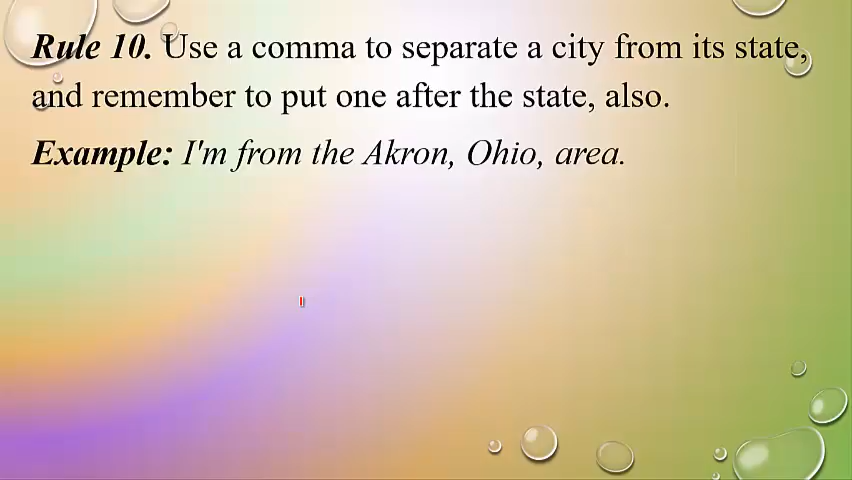 Rule 10. Use a comma to separate a city from its state,
and remember to put one after the state, also.
Example: I'm from the Akron, Ohio, area.